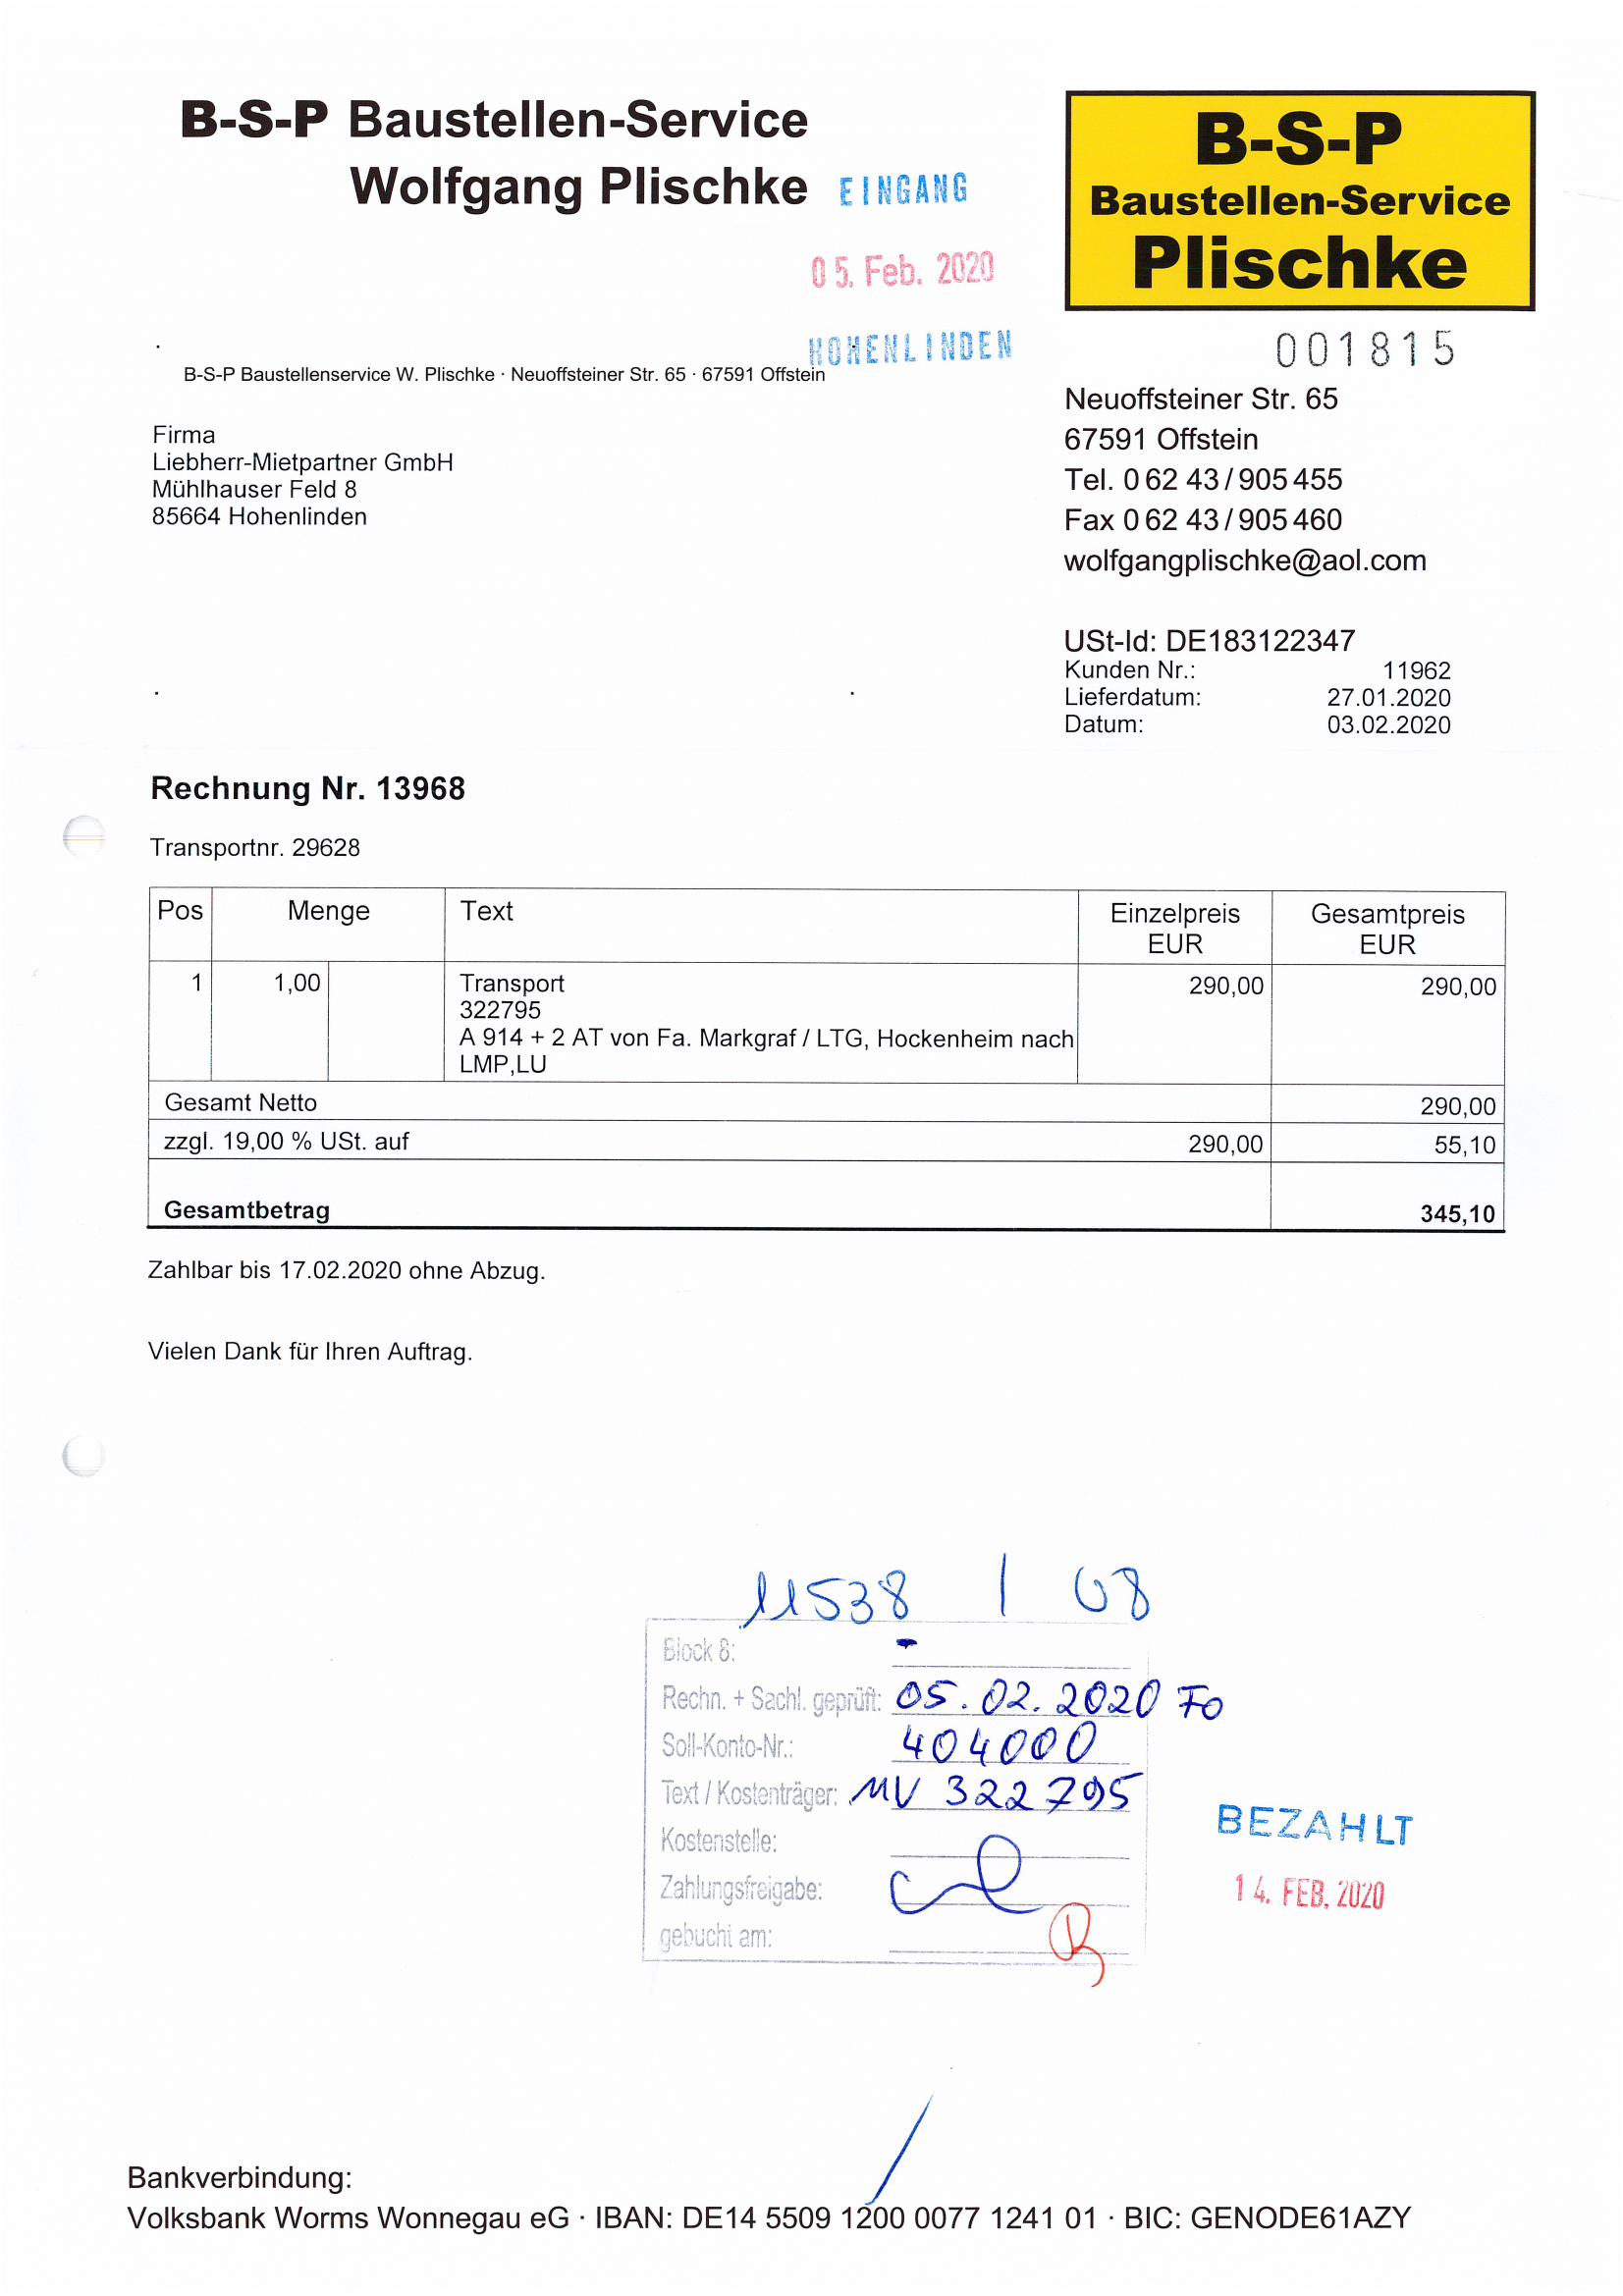 B-S-P Baustellen-Service
Wolfgang Plischke
EINGANG
05. Feb. 2020
HOHENLINDEN
B-S-P
Baustellen-Service
Plischke
001815
B-S-P Baustellenservice W. Plischke · Neuoffsteiner Str. 65 · 67591 Offstein
Firma
Liebherr-Mietpartner GmbH
Mühlhauser Feld 8
85664 Hohenlinden
Neuoffsteiner Str. 65
67591 Offstein
Tel. 0 62 43 / 905 455
Fax 0 62 43 / 905 460
wolfgangplischke@aol.com
USt-Id: DE183122347
Kunden Nr.: 11962
Lieferdatum: 27.01.2020
Datum: 03.02.2020
Rechnung Nr. 13968
Transportnr. 29628
Pos Menge Text Einzelpreis EUR Gesamtpreis EUR
1 1,00 Transport 290,00 290,00
322795
A 914 + 2 AT von Fa. Markgraf / LTG, Hockenheim nach
LMP,LU
Gesamt Netto 290,00
zzgl. 19,00 % USt. auf 290,00 55,10
Gesamtbetrag 345,10
Zahlbar bis 17.02.2020 ohne Abzug.
Vielen Dank für Ihren Auftrag.
11538 / 08
Block 8: -
Rechn. + Sachl. geprüft: 05.02.2020 Fo
Soll-Konto-Nr.: 404000
Text / Kostenträger: MV 322795
Kostenstelle:
Zahlungsfreigabe:
gebucht am:
BEZAHLT
14. FEB. 2020
Bankverbindung:
Volksbank Worms Wonnegau eG · IBAN: DE14 5509 1200 0077 1241 01 · BIC: GENODE61AZY